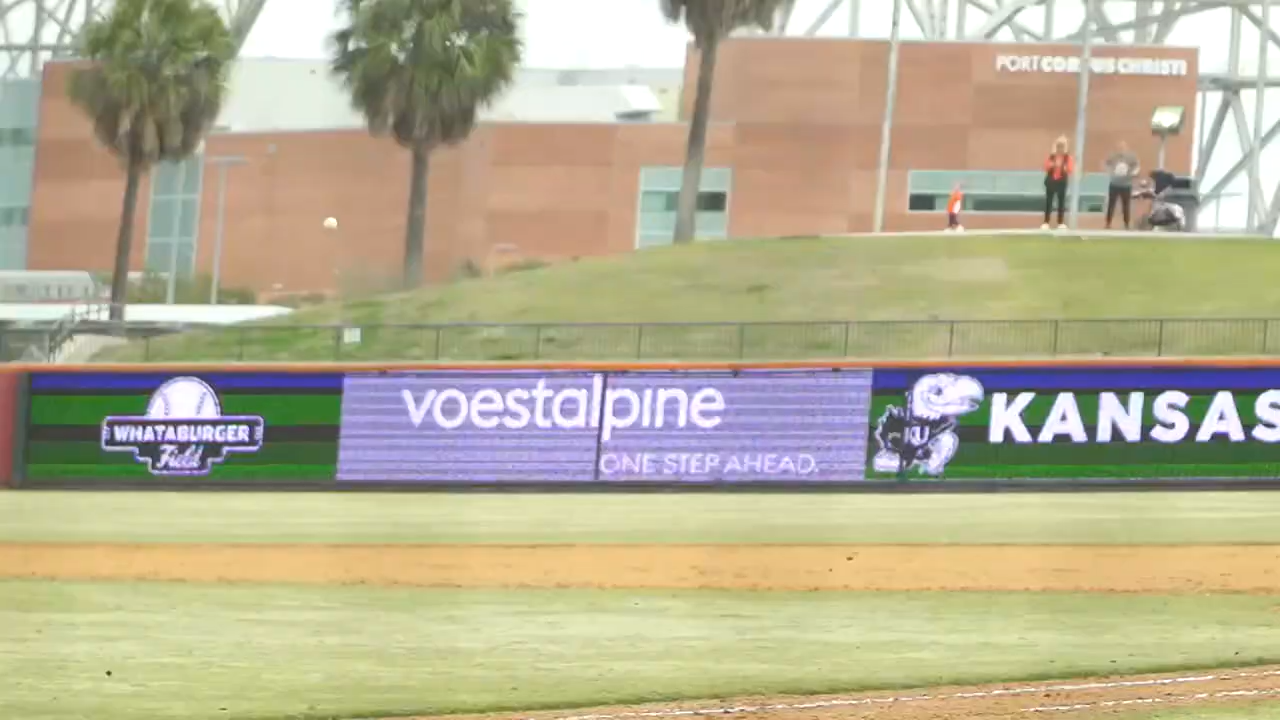 PORT CORPUS CHRISTI
WHATABURGER
Field
voestalpine
ONE STEP AHEAD.
KU
KANSAS